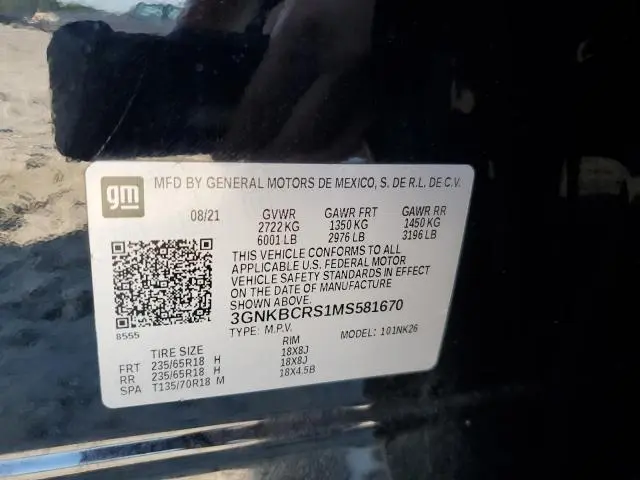 gm
MFD BY GENERAL MOTORS DE MEXICO, S. DE R.L. DE C.V.
08/21 GVWR GAWR FRT GAWR RR
2722 KG 1350 KG 1450 KG
6001 LB 2976 LB 3196 LB
THIS VEHICLE CONFORMS TO ALL
APPLICABLE U.S. FEDERAL MOTOR
VEHICLE SAFETY STANDARDS IN EFFECT
ON THE DATE OF MANUFACTURE
SHOWN ABOVE.
3GNKBCRS1MS581670
8555
TYPE: M.P.V. MODEL: 101NK26
TIRE SIZE RIM
FRT 235/65R18 H 18X8J
RR 235/65R18 H 18X8J
SPA T135/70R18 M 18X4.5B